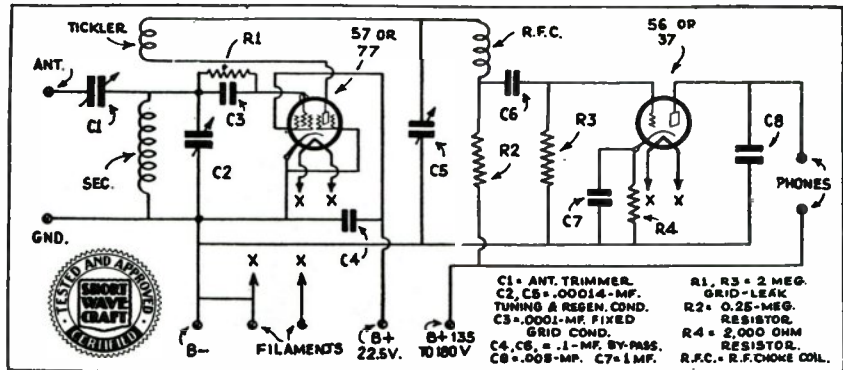 TICKLER
R1
57 OR
77
R.F.C.
56 OR
37
ANT.
C1
C3
C6
C8
SEC.
C2
C5
R2
R3
X X
X X
PHONES
C7
R4
GND.
C4
TESTED AND APPROVED
SHORT
WAVE
CRAFT
CERTIFIED
X X
B-
FILAMENTS
B+
22.5V.
B+ 135
TO 180 V
C1= ANT. TRIMMER
C2, C5=.00014-MF.
TUNING & REGEN. COND.
C3=.0001-MF. FIXED
GRID COND.
C4,C6, = .1-MF. BY-PASS.
C8=.005-MF. C7=1MF.
R1, R3= 2 MEG.
GRID-LEAK
R2= 0.25-MEG.
RESISTOR
R4= 2,000 OHM
RESISTOR.
R.F.C.= R.F. CHOKE COIL.